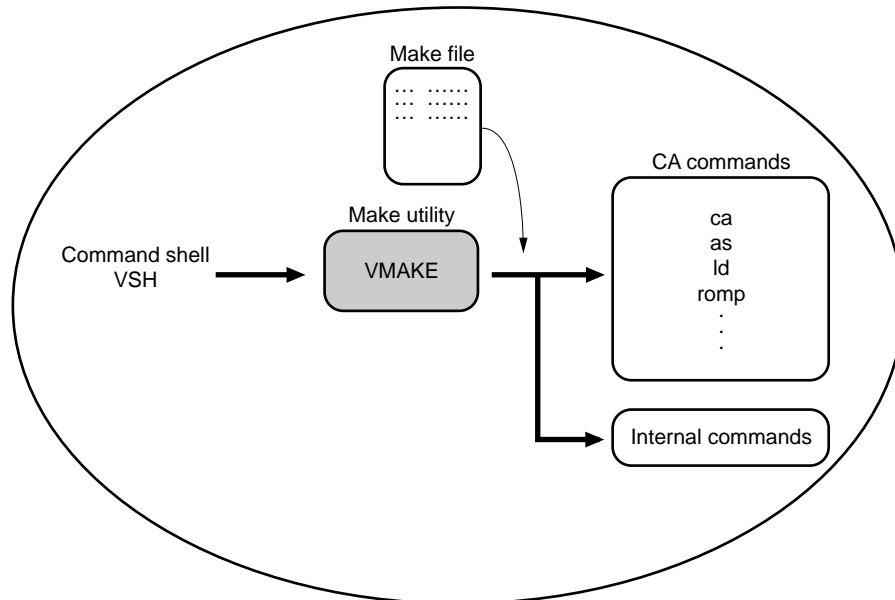 Make file
... ......
... ......
... ......
CA commands
ca
as
ld
romp
.
.
.
Make utility
VMAKE
Command shell
VSH
Internal commands